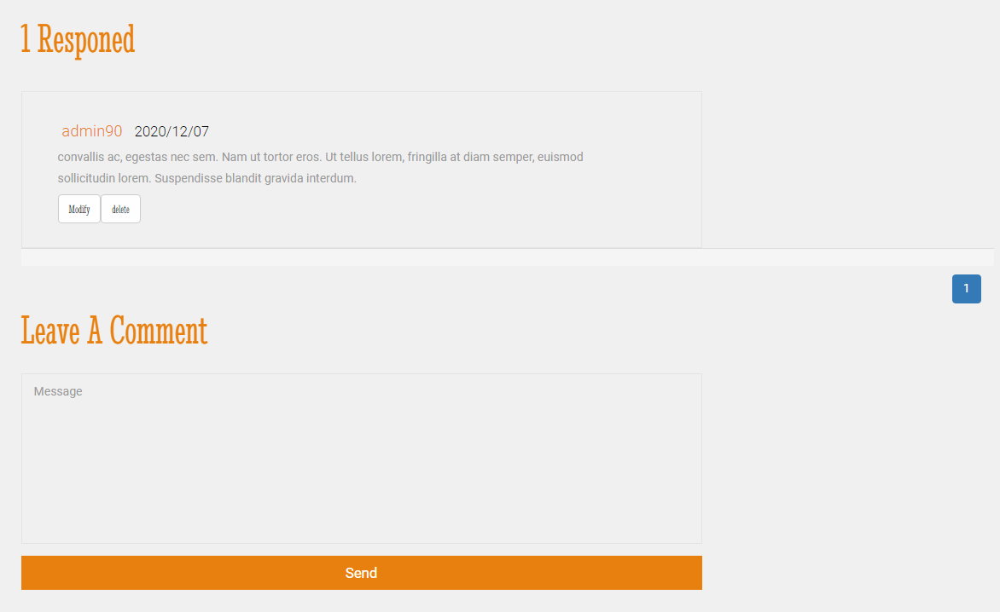 1 Responed
admin90 2020/12/07
convallis ac, egestas nec sem. Nam ut tortor eros. Ut tellus lorem, fringilla at diam semper, euismod
sollicitudin lorem. Suspendisse blandit gravida interdum.
Modify delete
1
Leave A Comment
Message
Send